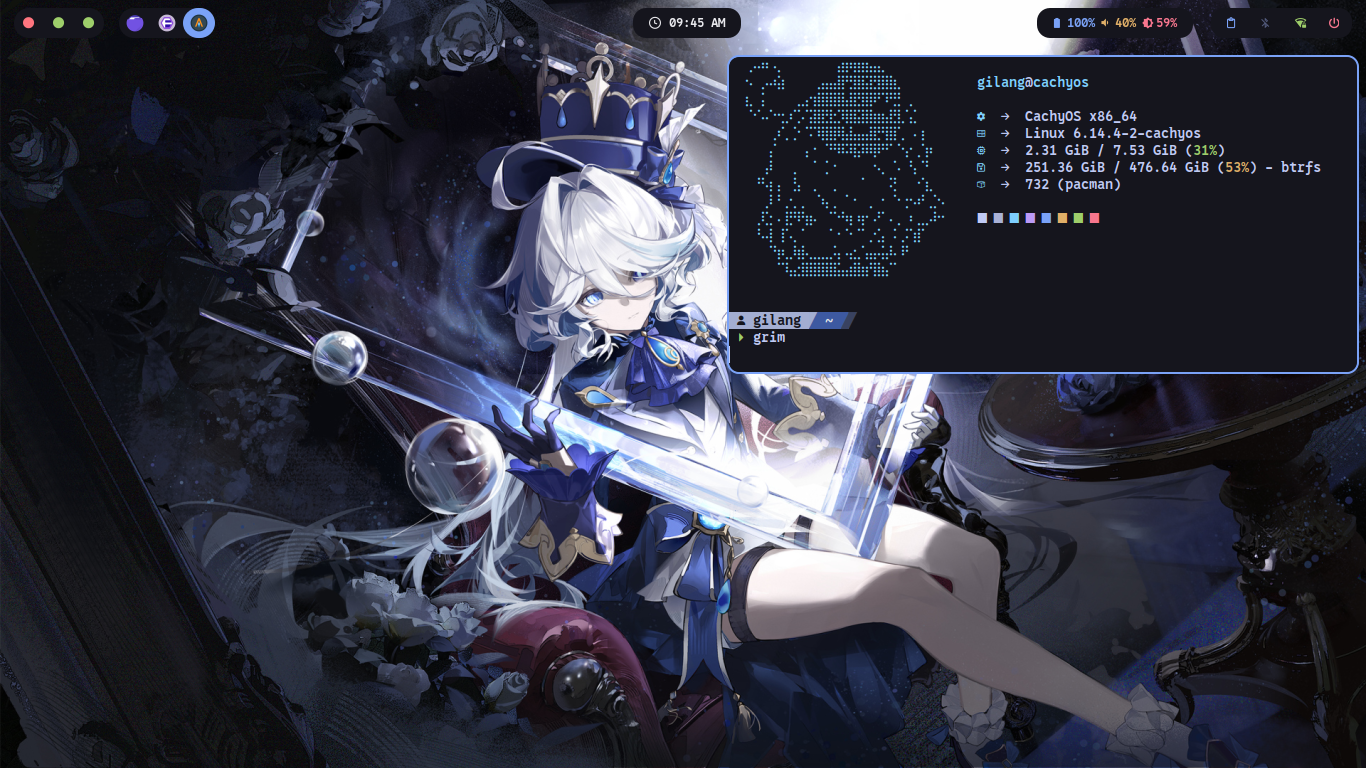 09:45 AM
100% 40% 59%
gilang@cachyos
→ CachyOS x86_64
→ Linux 6.14.4-2-cachyos
→ 2.31 GiB / 7.53 GiB (31%)
→ 251.36 GiB / 476.64 GiB (53%) - btrfs
→ 732 (pacman)
gilang ~
grim